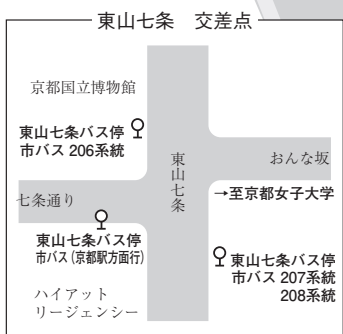 東山七条　交差点
京都国立博物館
東山七条バス停
市バス 206系統
東山七条
おんな坂
→至京都女子大学
七条通り
東山七条バス停
市バス(京都駅方面行)
東山七条バス停
市バス 207系統
208系統
ハイアット
リージェンシー